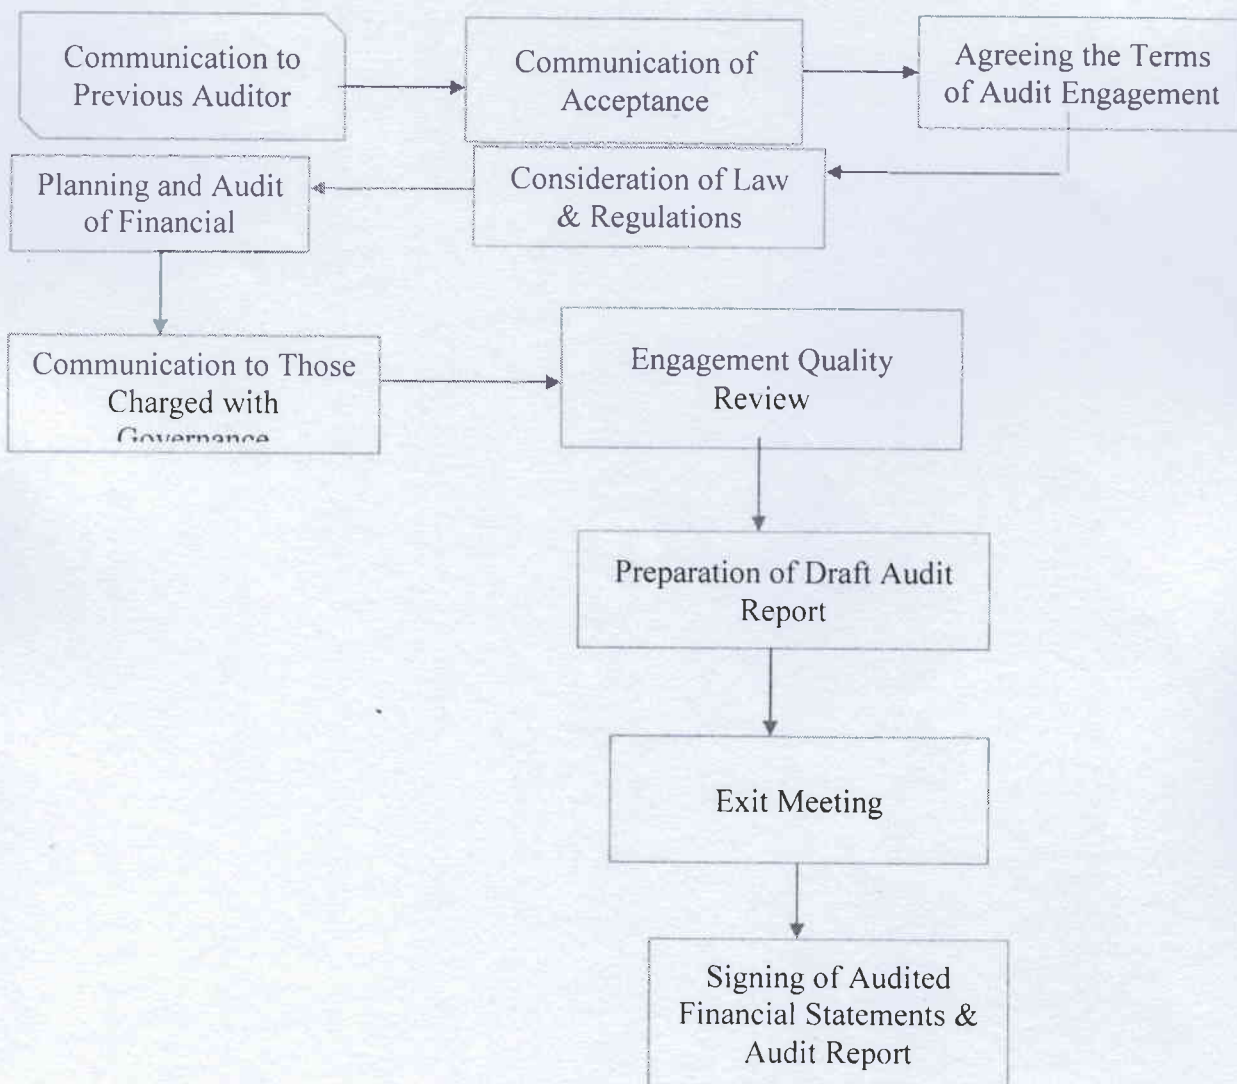 Communication to
Previous Auditor
Communication of
Acceptance
Agreeing the Terms
of Audit Engagement
Planning and Audit
of Financial
Consideration of Law
& Regulations
Communication to Those
Charged with
Governance
Engagement Quality
Review
Preparation of Draft Audit
Report
Exit Meeting
Signing of Audited
Financial Statements &
Audit Report